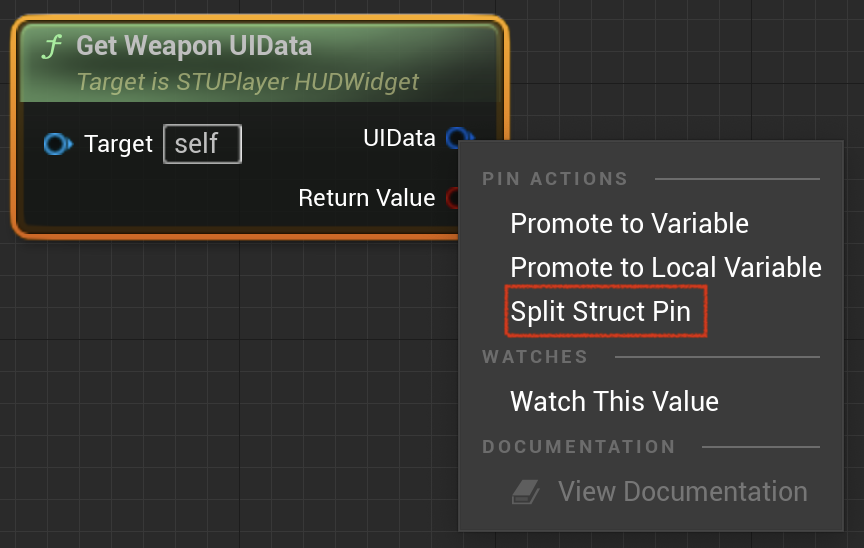 f Get Weapon UIData
Target is STUPlayer HUDWidget
Target self
UIData
Return Value
PIN ACTIONS
Promote to Variable
Promote to Local Variable
Split Struct Pin
WATCHES
Watch This Value
DOCUMENTATION
View Documentation